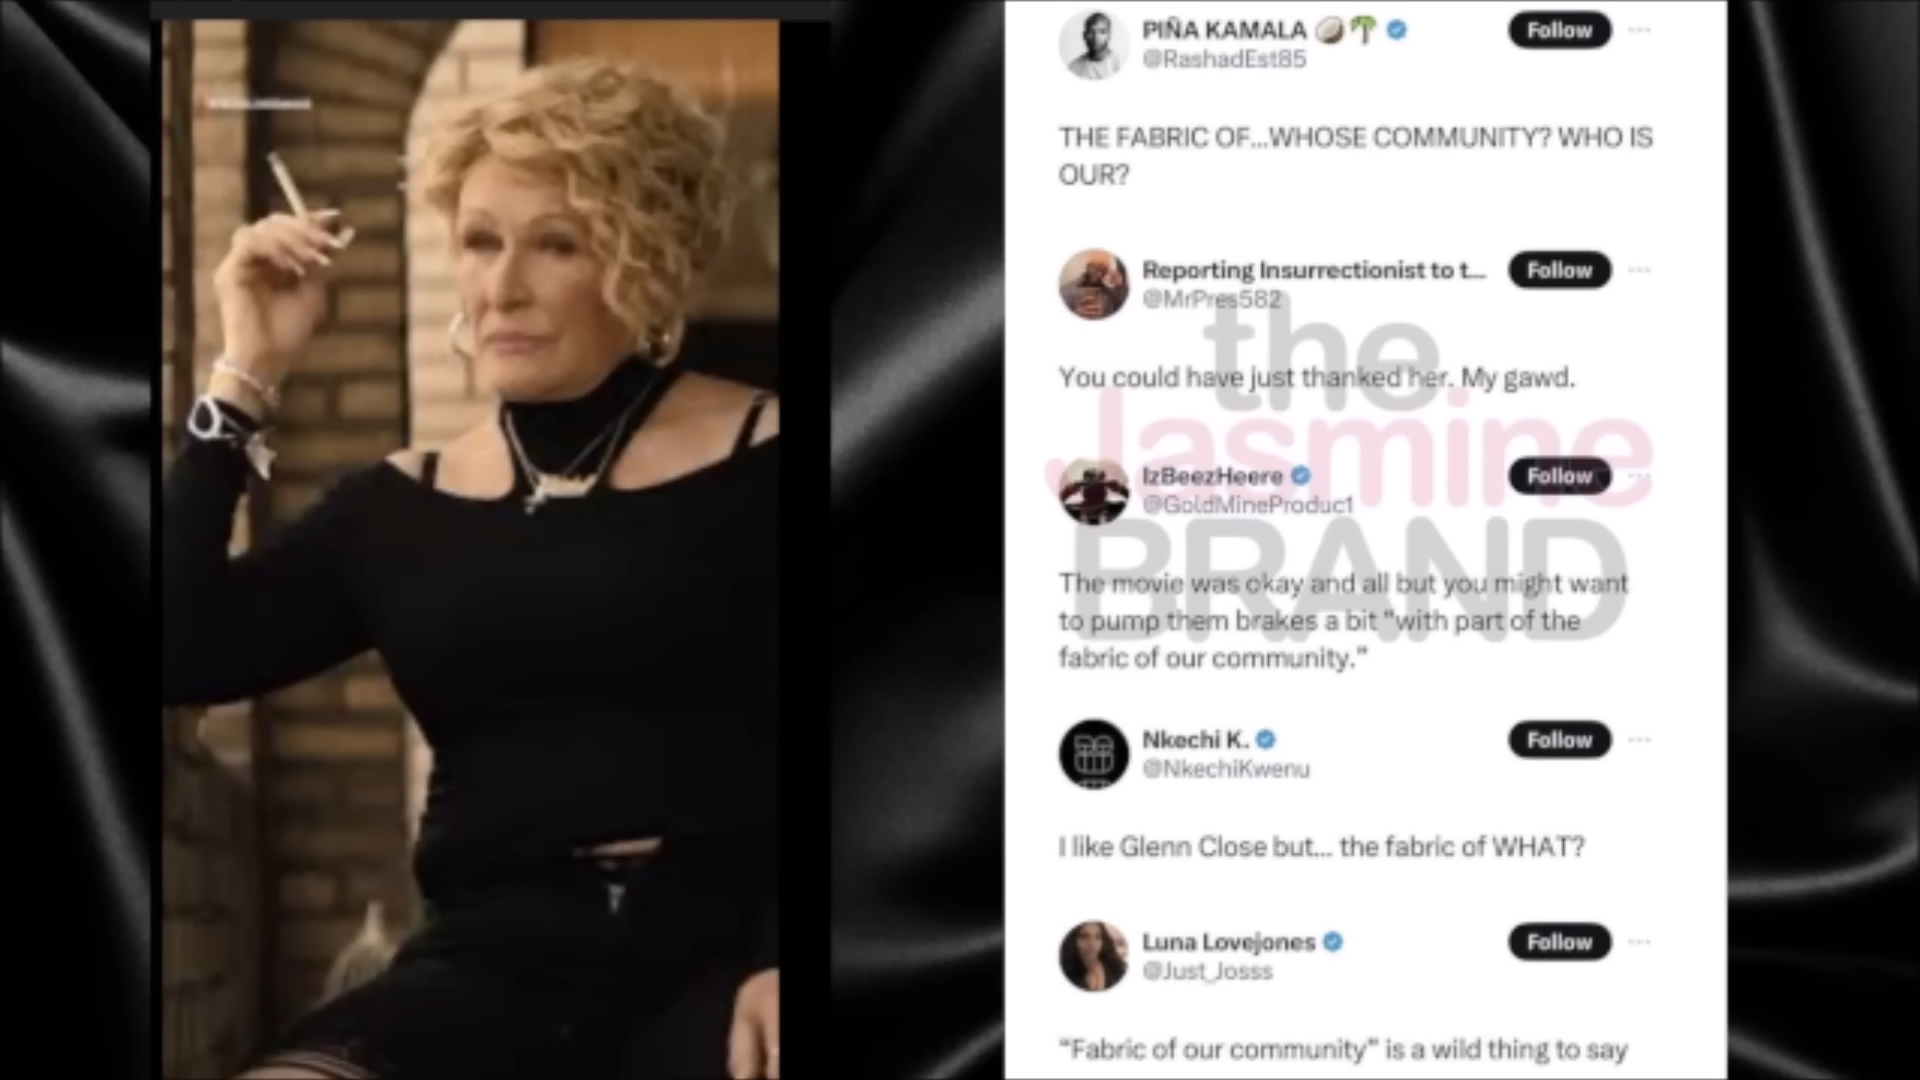 PIÑA KAMALA 🥥🌴
Follow
@RashadEst85
THE FABRIC OF...WHOSE COMMUNITY? WHO IS
OUR?
Reporting Insurrectionist to t...
Follow
@MrPres582
You could have just thanked her. My gawd.
IzBeezHeere
Follow
@GoldMineProduc1
The movie was okay and all but you might want
to pump them brakes a bit "with part of the
fabric of our community."
Nkechi K.
Follow
@NkechiKwenu
I like Glenn Close but... the fabric of WHAT?
Luna Lovejones
Follow
@Just_Josss
"Fabric of our community" is a wild thing to say
the
Jasmine
BRAND